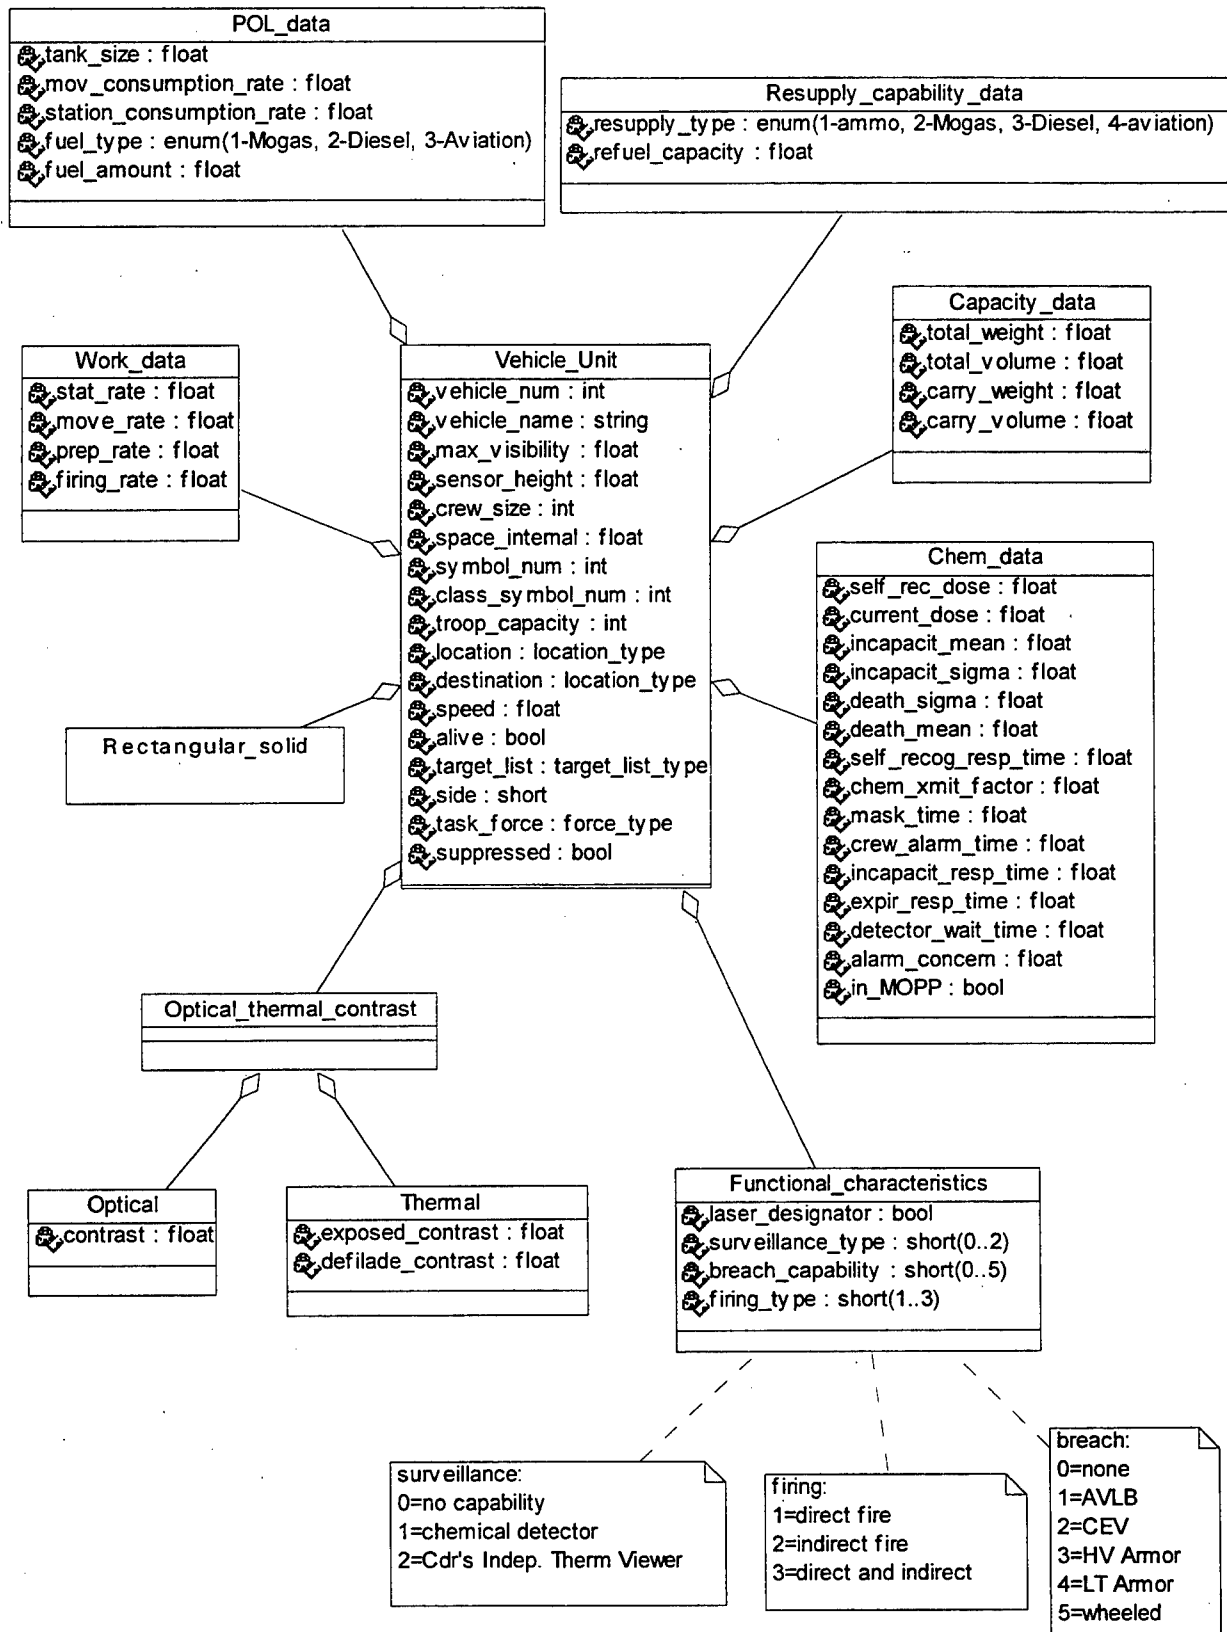 POL_data
tank_size : float
mov_consumption_rate : float
station_consumption_rate : float
fuel_type : enum(1-Mogas, 2-Diesel, 3-Aviation)
fuel_amount : float
Resupply_capability_data
resupply_type : enum(1-ammo, 2-Mogas, 3-Diesel, 4-aviation)
refuel_capacity : float
Capacity_data
total_weight : float
total_volume : float
carry_weight : float
carry_volume : float
Work_data
stat_rate : float
move_rate : float
prep_rate : float
firing_rate : float
Vehicle_Unit
vehicle_num : int
vehicle_name : string
max_visibility : float
sensor_height : float
crew_size : int
space_internal : float
symbol_num : int
class_symbol_num : int
troop_capacity : int
location : location_type
destination : location_type
speed : float
alive : bool
target_list : target_list_type
side : short
task_force : force_type
suppressed : bool
Chem_data
self_rec_dose : float
current_dose : float
incapacit_mean : float
incapacit_sigma : float
death_sigma : float
death_mean : float
self_recog_resp_time : float
chem_xmit_factor : float
mask_time : float
crew_alarm_time : float
incapacit_resp_time : float
expir_resp_time : float
detector_wait_time : float
alarm_concern : float
in_MOPP : bool
Rectangular_solid
Optical_thermal_contrast
Optical
contrast : float
Thermal
exposed_contrast : float
defilade_contrast : float
Functional_characteristics
laser_designator : bool
surveillance_type : short(0..2)
breach_capability : short(0..5)
firing_type : short(1..3)
surveillance:
0=no capability
1=chemical detector
2=Cdr's Indep. Therm Viewer
firing:
1=direct fire
2=indirect fire
3=direct and indirect
breach:
0=none
1=AVLB
2=CEV
3=HV Armor
4=LT Armor
5=wheeled